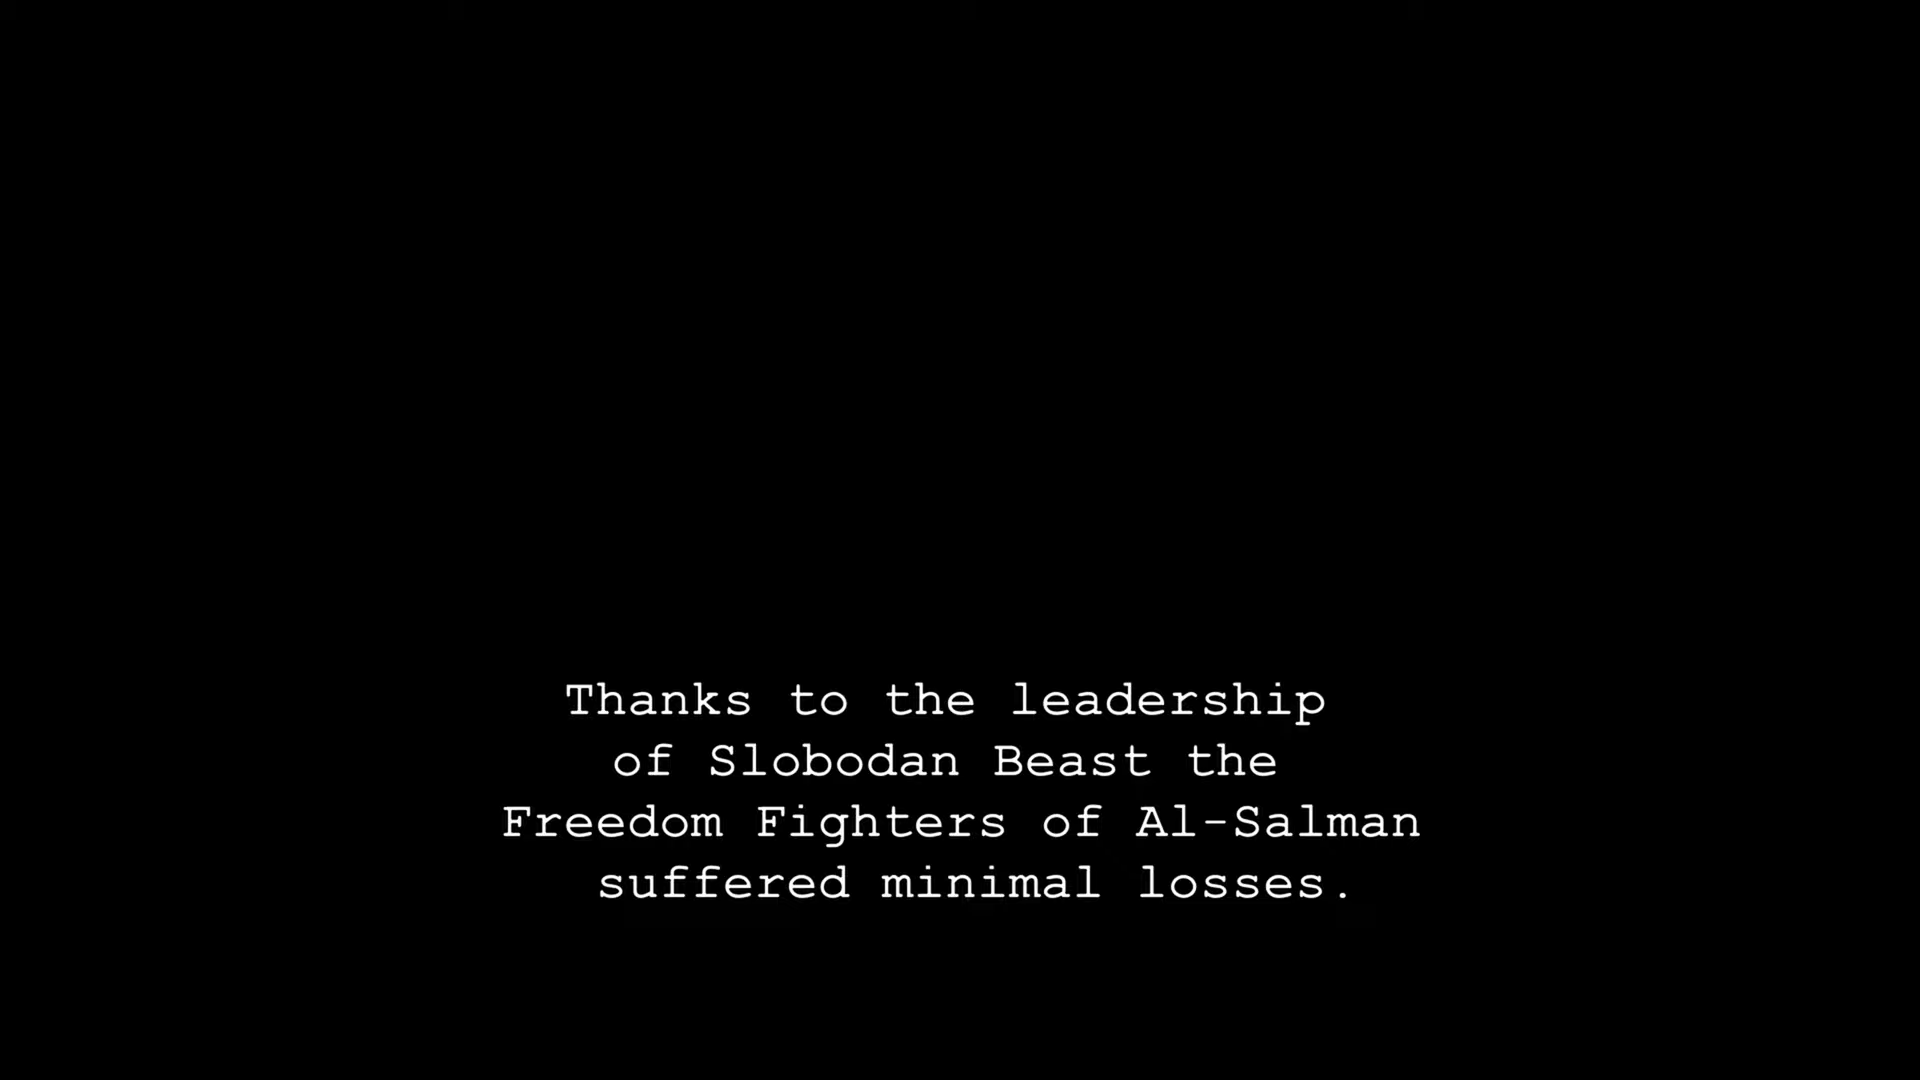 Thanks to the leadership
of Slobodan Beast the
Freedom Fighters of Al-Salman
suffered minimal losses.